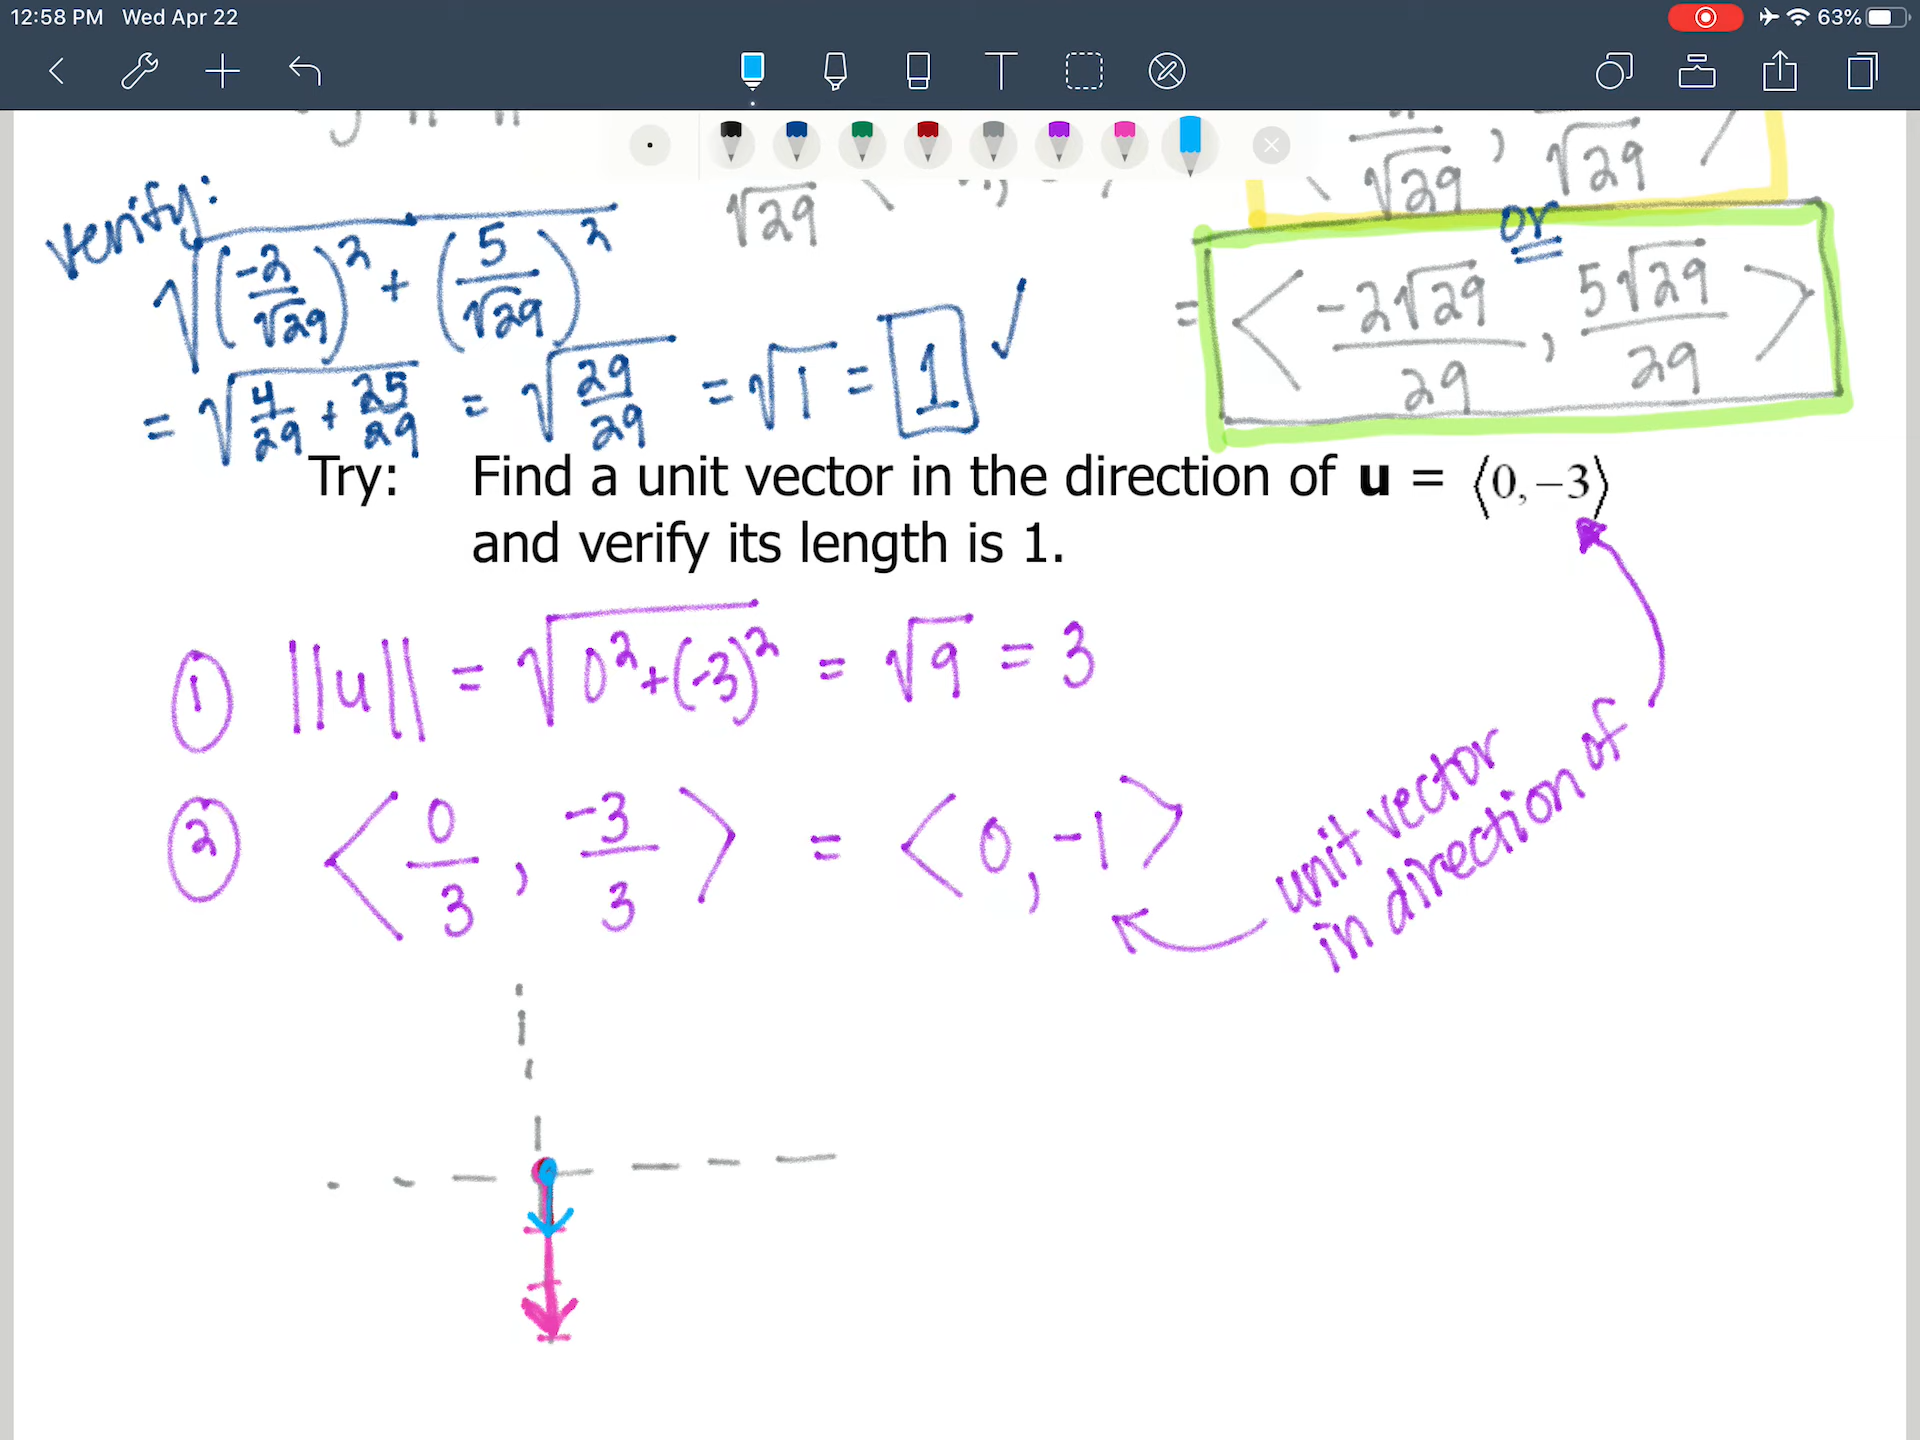 12:58 PM Wed Apr 22
63%
T
√29
√29 , √29
verify:
√((-2/√29)² + (5/√29)²
or
= <-2√29/29, 5√29/29>
= √(4/29 + 25/29) = √(29/29) = √1 = 1 ✓
Try: Find a unit vector in the direction of u = ⟨0, −3⟩
and verify its length is 1.
① ||u|| = √(0²+(-3)²) = √9 = 3
② <0/3, -3/3> = <0, -1>
unit vector
in direction of